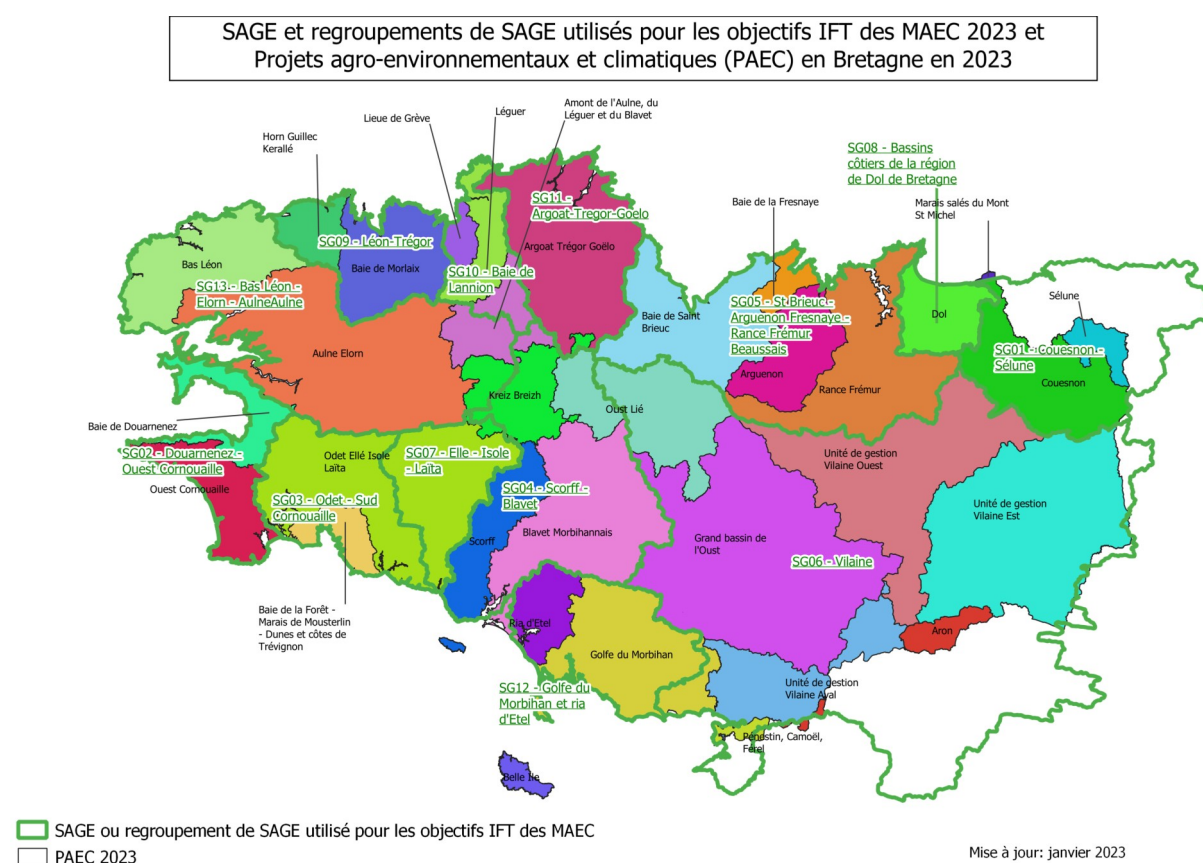 SAGE et regroupements de SAGE utilisés pour les objectifs IFT des MAEC 2023 et
Projets agro-environnementaux et climatiques (PAEC) en Bretagne en 2023
Amont de l'Aulne, du
Léguer et du Blavet
Léguer
Lieue de Grève
Horn Guillec
Kerallé
SG08 - Bassins
côtiers de la région
de Dol de Bretagne
Baie de la Fresnaye
Marais salés du Mont
St Michel
SG11 -
Argoat-Tregor-Goelo
SG09 - Léon-Trégor
Argoat Trégor Goëlo
Bas Léon
Baie de Morlaix
SG10 - Baie de
Lannion
SG13 - Bas Léon -
Elorn - AulneAulne
Sélune
SG05 - St Brieuc -
Arguenon Fresnaye -
Rance Frémur
Beaussais
Baie de Saint
Brieuc
Dol
SG01 - Couesnon -
Sélune
Aulne Elorn
Arguenon
Couesnon
Rance Frémur
Kreiz Breizh
Oust Lié
Baie de Douarnenez
SG02 - Douarnenez -
Ouest Cornouaille
Odet Ellé Isole
Laïta
SG07 - Elle - Isole -
Laïta
Unité de gestion
Vilaine Ouest
Ouest Cornouaille
SG03 - Odet - Sud
Cornouaille
SG04 - Scorff -
Blavet
Unité de gestion
Vilaine Est
Blavet Morbihannais
Scorff
Grand bassin de
l'Oust
SG06 - Vilaine
Baie de la Forêt -
Marais de Mousterlin
- Dunes et côtes de
Trévignon
Ria d'Etel
Aron
Golfe du Morbihan
SG12 - Golfe du
Morbihan et ria
d'Etel
Unité de gestion
Vilaine Aval
Pénestin, Camoël,
Férel
Belle Ile
SAGE ou regroupement de SAGE utilisé pour les objectifs IFT des MAEC
PAEC 2023
Mise à jour: janvier 2023